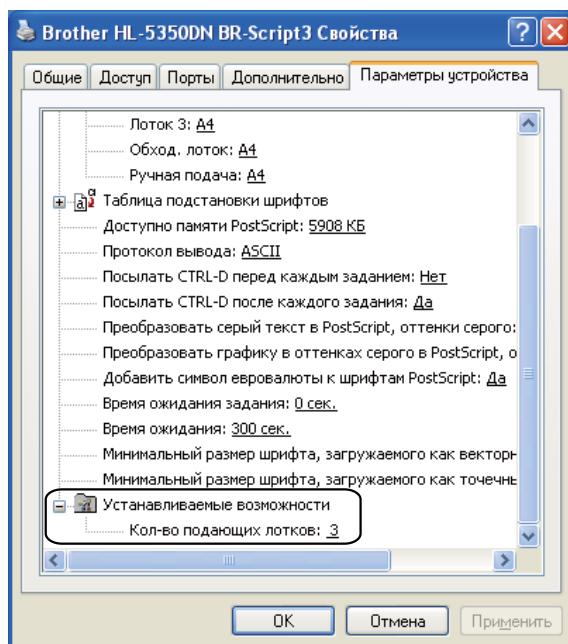 Brother HL-5350DN BR-Script3 Свойства
Общие Доступ Порты Дополнительно Параметры устройства
Лоток 3: A4
Обход. лоток: A4
Ручная подача: A4
Таблица подстановки шрифтов
Доступно памяти PostScript: 5908 КБ
Протокол вывода: ASCII
Посылать CTRL-D перед каждым заданием: Нет
Посылать CTRL-D после каждого задания: Да
Преобразовать серый текст в PostScript, оттенки серого:
Преобразовать графику в оттенках серого в PostScript, о
Добавить символ евровалюты к шрифтам PostScript: Да
Время ожидания задания: 0 сек.
Время ожидания: 300 сек.
Минимальный размер шрифта, загружаемого как векторн
Минимальный размер шрифта, загружаемого как точечны
Устанавливаемые возможности
Кол-во подающих лотков: 3
OK Отмена Применить